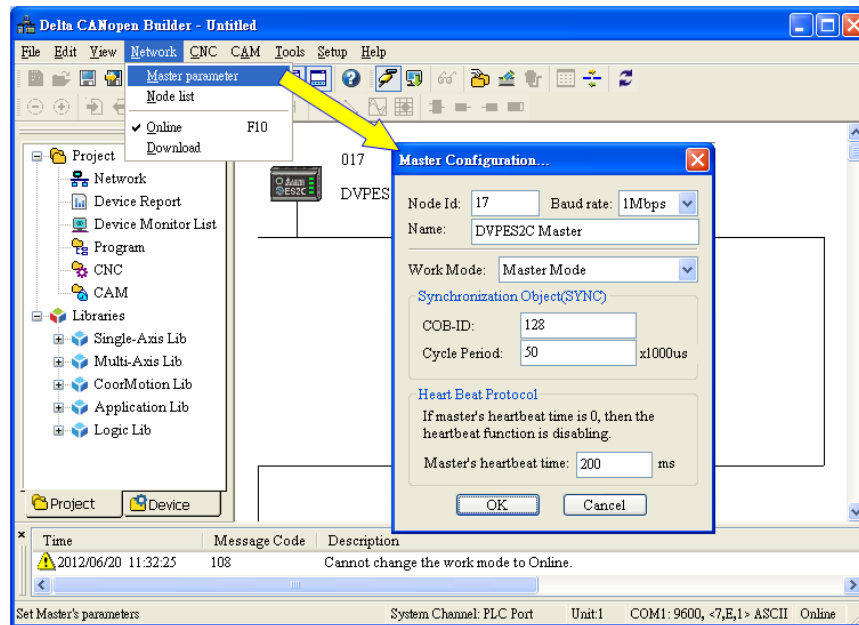 Delta CANopen Builder - Untitled
File Edit View Network CNC CAM Tools Setup Help
Master parameter
Node list
Online F10
Download
Project
Network
Device Report
Device Monitor List
Program
CNC
CAM
Libraries
Single-Axis Lib
Multi-Axis Lib
CoorMotion Lib
Application Lib
Logic Lib
Project Device
017
ES2C
DVPES
Master Configuration...
Node Id: 17 Baud rate: 1Mbps
Name: DVPES2C Master
Work Mode: Master Mode
Synchronization Object(SYNC)
COB-ID: 128
Cycle Period: 50 x1000us
Heart Beat Protocol
If master's heartbeat time is 0, then the
heartbeat function is disabling.
Master's heartbeat time: 200 ms
OK Cancel
Time Message Code Description
2012/06/20 11:32:25 108 Cannot change the work mode to Online.
Set Master's parameters System Channel: PLC Port Unit:1 COM1: 9600, <7,E,1> ASCII Online